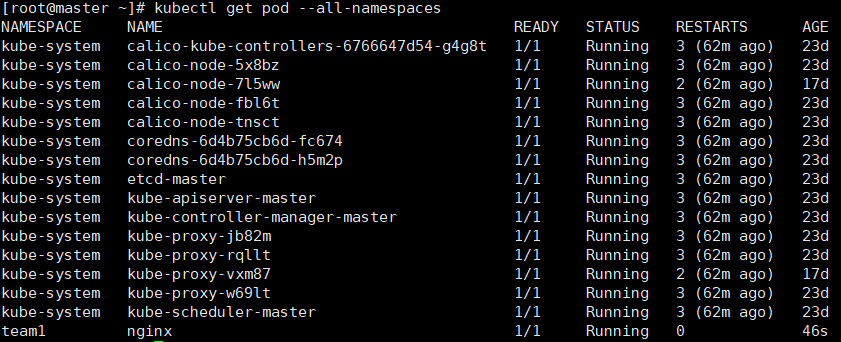 [root@master ~]# kubectl get pod --all-namespaces
NAMESPACE NAME READY STATUS RESTARTS AGE
kube-system calico-kube-controllers-6766647d54-g4g8t 1/1 Running 3 (62m ago) 23d
kube-system calico-node-5x8bz 1/1 Running 3 (62m ago) 23d
kube-system calico-node-7l5ww 1/1 Running 2 (62m ago) 17d
kube-system calico-node-fbl6t 1/1 Running 3 (62m ago) 23d
kube-system calico-node-tnsct 1/1 Running 3 (62m ago) 23d
kube-system coredns-6d4b75cb6d-fc674 1/1 Running 3 (62m ago) 23d
kube-system coredns-6d4b75cb6d-h5m2p 1/1 Running 3 (62m ago) 23d
kube-system etcd-master 1/1 Running 3 (62m ago) 23d
kube-system kube-apiserver-master 1/1 Running 3 (62m ago) 23d
kube-system kube-controller-manager-master 1/1 Running 3 (62m ago) 23d
kube-system kube-proxy-jb82m 1/1 Running 3 (62m ago) 23d
kube-system kube-proxy-rqllt 1/1 Running 3 (62m ago) 23d
kube-system kube-proxy-vxm87 1/1 Running 2 (62m ago) 17d
kube-system kube-proxy-w69lt 1/1 Running 3 (62m ago) 23d
kube-system kube-scheduler-master 1/1 Running 3 (62m ago) 23d
team1 nginx 1/1 Running 0 46s